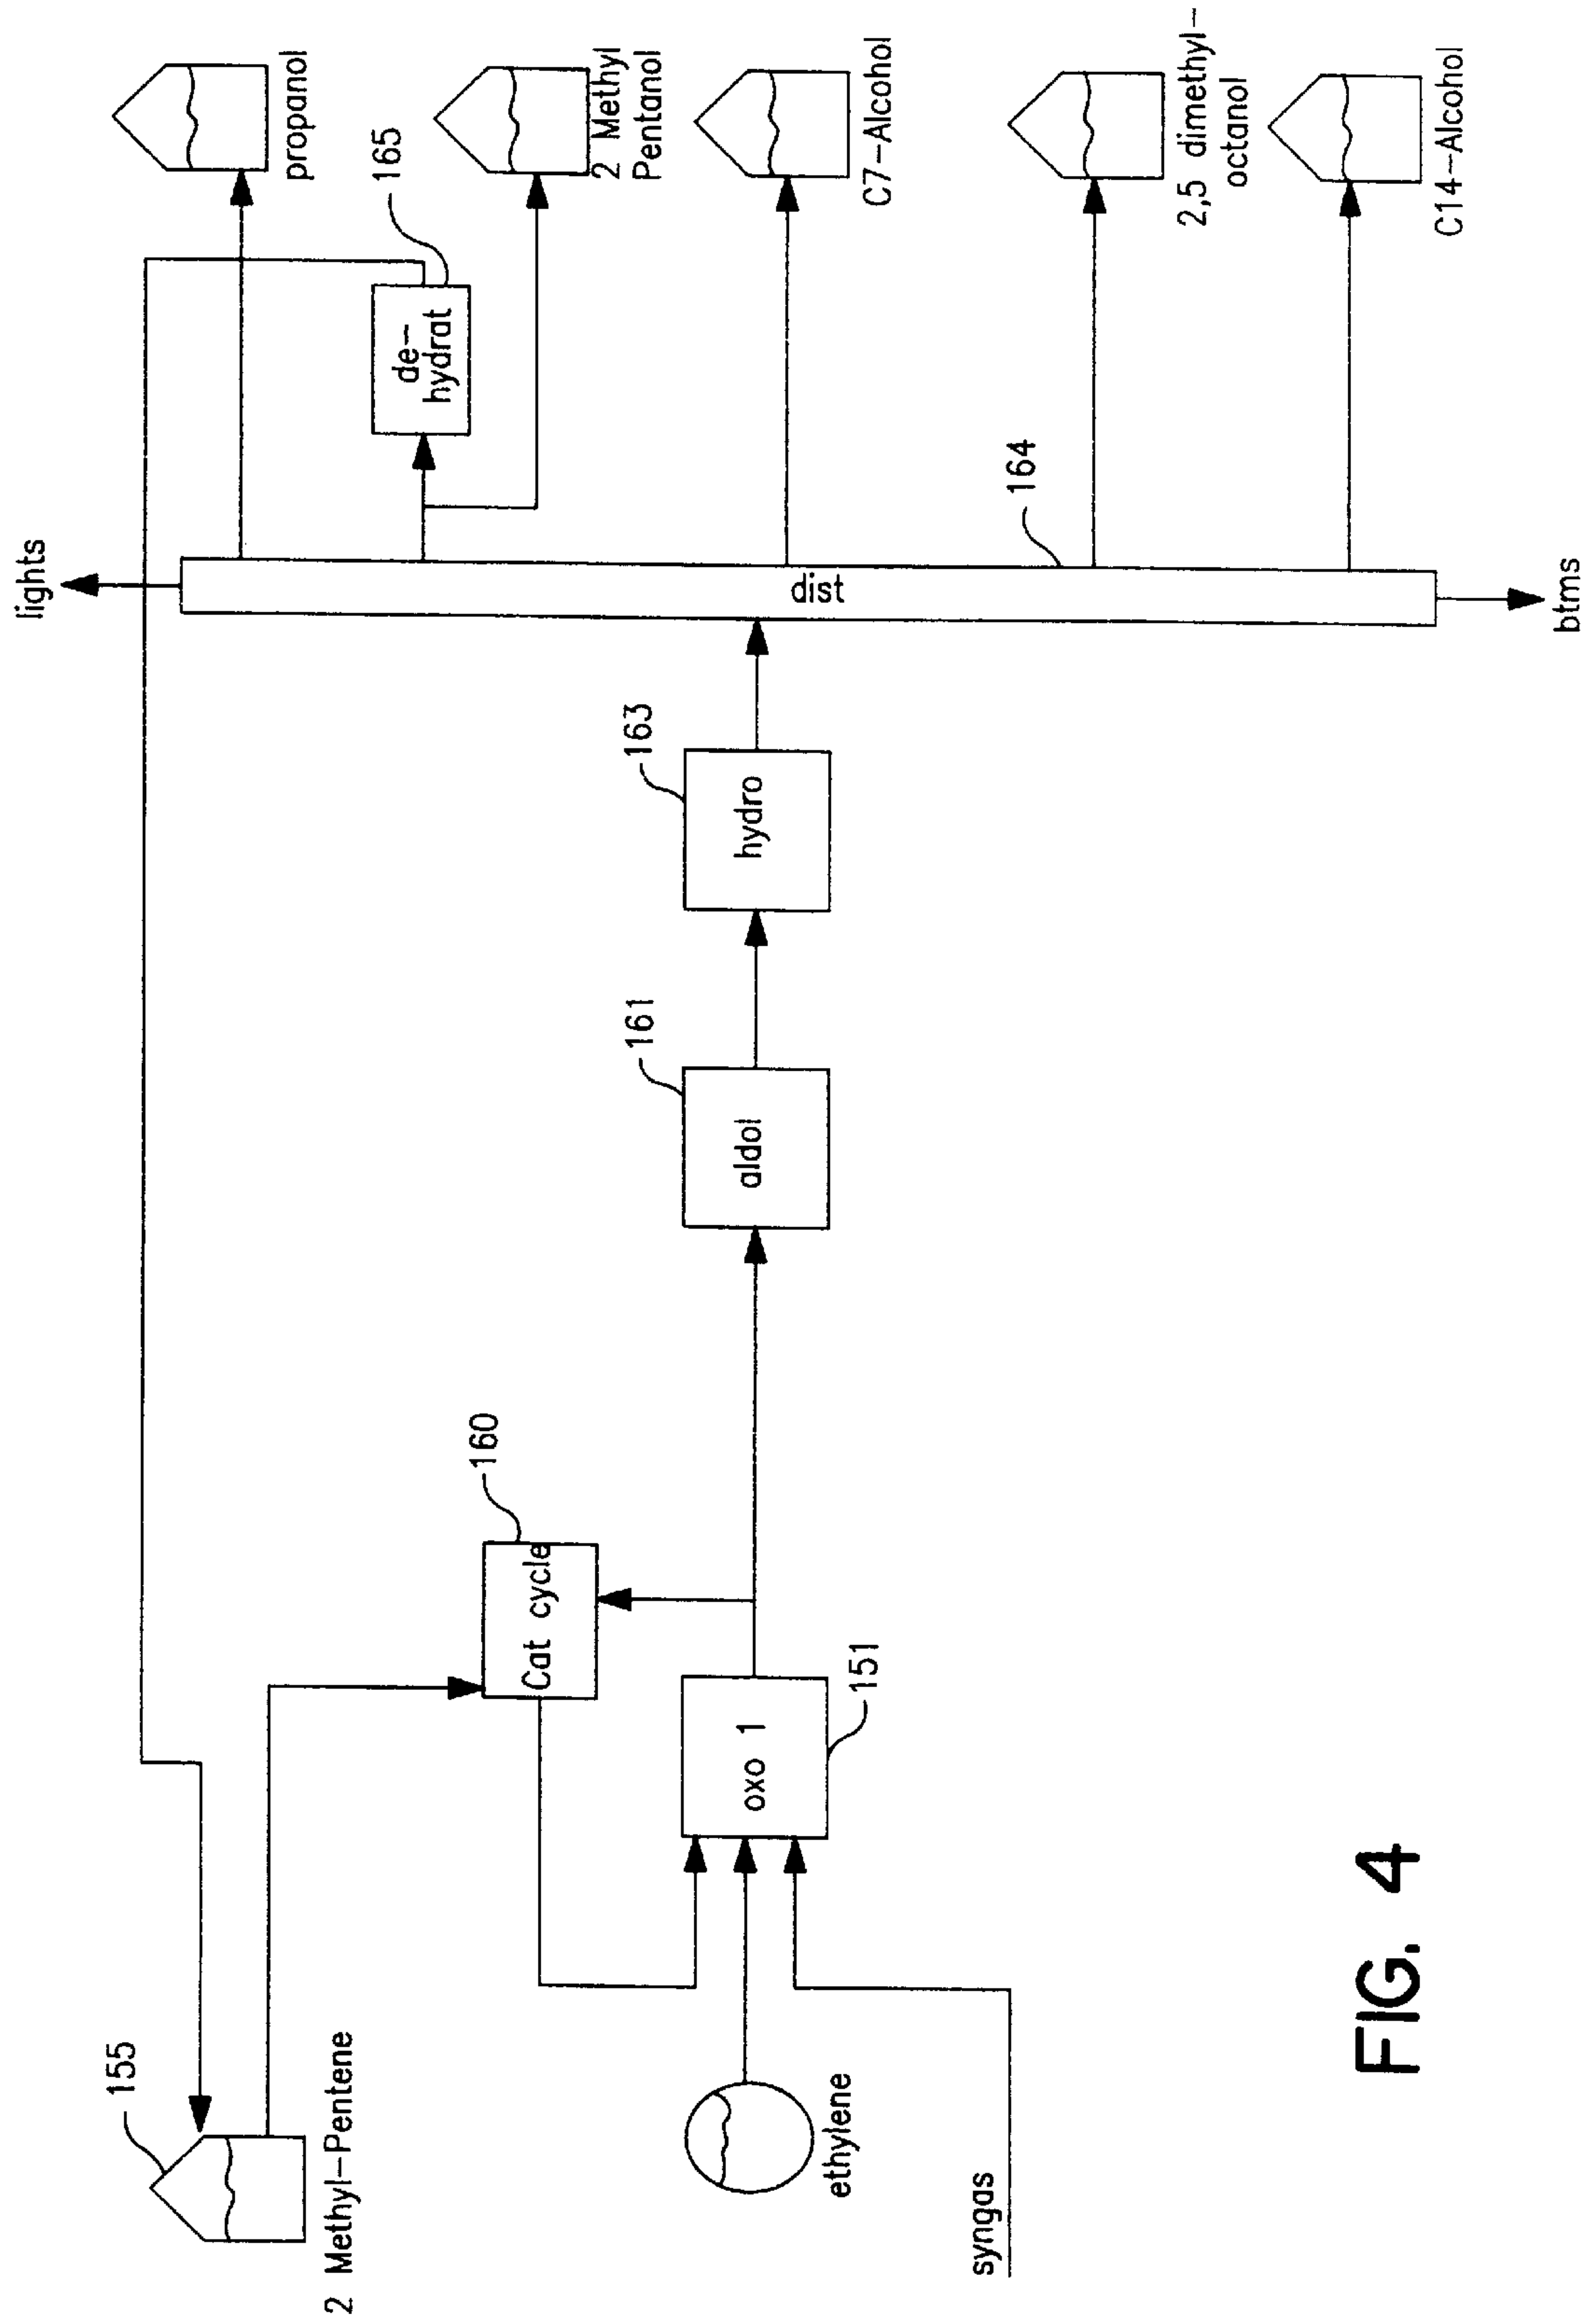 lights
propanol
165
de-
hydrat
2 Methyl
Pentanol
C7-Alcohol
164
2,5 dimethyl-
octanol
C14-Alcohol
dist
btms
163
hydro
161
aldol
160
Cat cycle
oxo 1
151
155
2 Methyl-Pentene
ethylene
syngas
FIG. 4